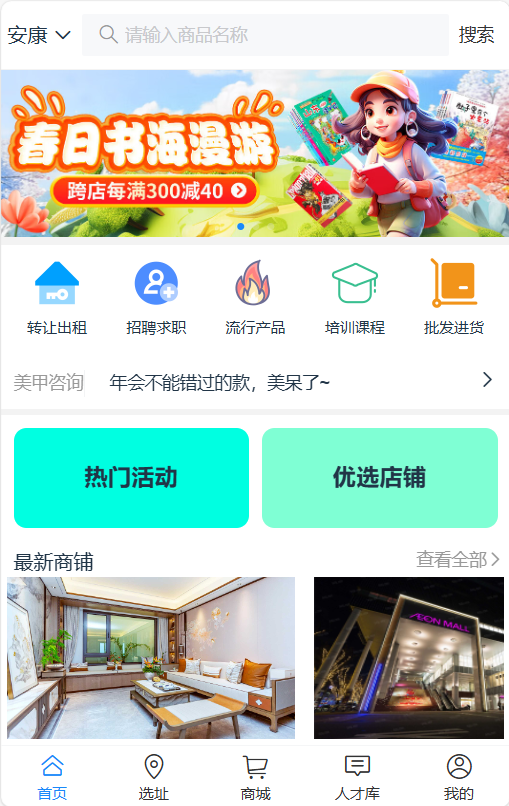 安康
请输入商品名称
搜索
春日书海漫游
跨店每满300减40
转让出租
招聘求职
流行产品
培训课程
批发进货
美甲咨询
年会不能错过的款，美呆了~
热门活动
优选店铺
最新商铺
查看全部
ÆON MALL
首页
选址
商城
人才库
我的